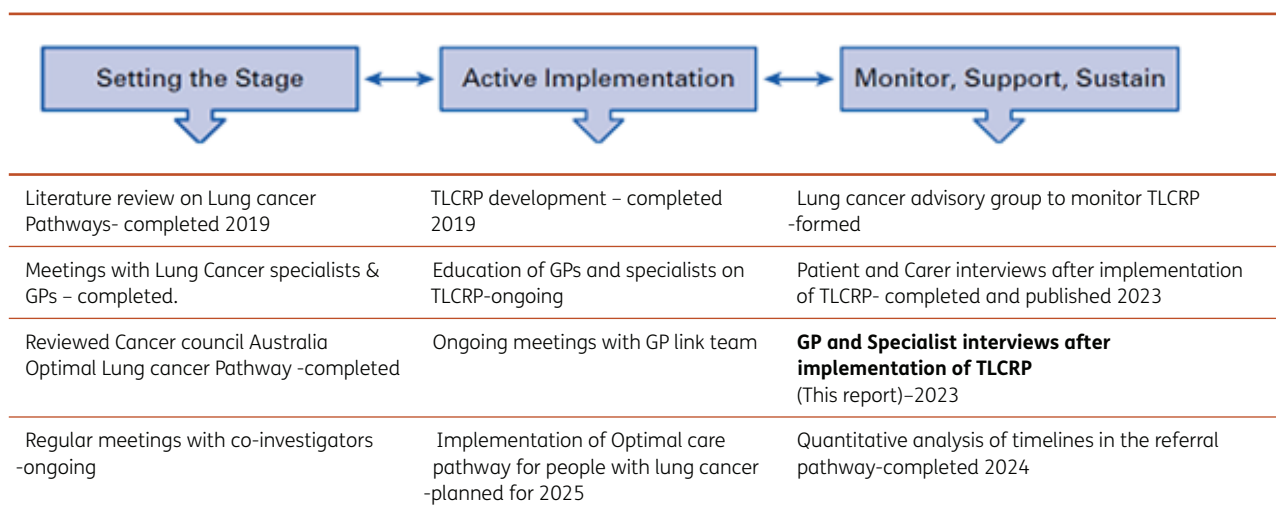 Setting the Stage
Active Implementation
Monitor, Support, Sustain
Literature review on Lung cancer
Pathways- completed 2019
TLCRP development – completed
2019
Lung cancer advisory group to monitor TLCRP
-formed
Meetings with Lung Cancer specialists &
GPs – completed.
Education of GPs and specialists on
TLCRP-ongoing
Patient and Carer interviews after implementation
of TLCRP- completed and published 2023
Reviewed Cancer council Australia
Optimal Lung cancer Pathway -completed
Ongoing meetings with GP link team
GP and Specialist interviews after
implementation of TLCRP
(This report)–2023
Regular meetings with co-investigators
-ongoing
Implementation of Optimal care
pathway for people with lung cancer
-planned for 2025
Quantitative analysis of timelines in the referral
pathway-completed 2024